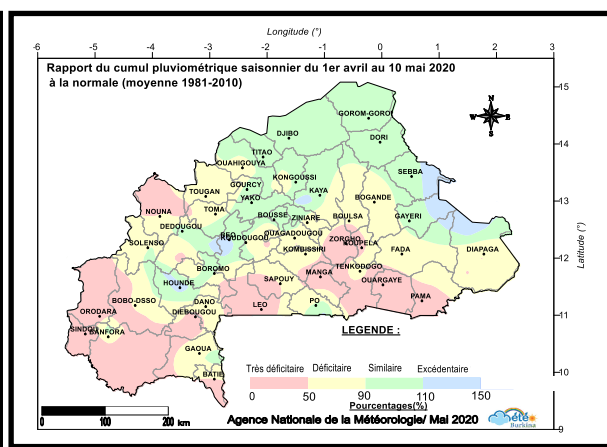 Longitude (°)
-6 -5 -4 -3 -2 -1 0 1 2 3
Rapport du cumul pluviométrique saisonnier du 1er avril au 10 mai 2020
à la normale (moyenne 1981-2010)
15
GOROM-GOROM
N
W E
S
DJIBO
DORI
14
TITAO
OUAHIGOUYA
SEBBA
KONGOUSSI
TOUGAN GOURCY
KAYA
YAKO
BOGANDE
13
NOUNA
TOMA
BOUSSE
ZINIARE
BOULSA
GAYERI
DEDOUGOU
REO
KOUDOUGOU
OUAGADOUGOU
ZORGHO
KOUPELA
SOLENSO
KOMBISSIRI
FADA
DIAPAGA
12
Latitude (°)
BOROMO
TENKODOGO
HOUNDE
SAPOUY
MANGA
OUARGAYE
BOBO-DSSO
DANO
LEO
PO
PAMA
ORODARA
DIEBOUGOU
11
SINDOU
BANFORA
LEGENDE :
GAOUA
Très déficitaire Déficitaire Similaire Excédentaire
BATIE
10
0 50 90 110 150
Pourcentages(%)
0 100 200 km
Agence Nationale de la Météorologie/ Mai 2020
été
Burkina
9